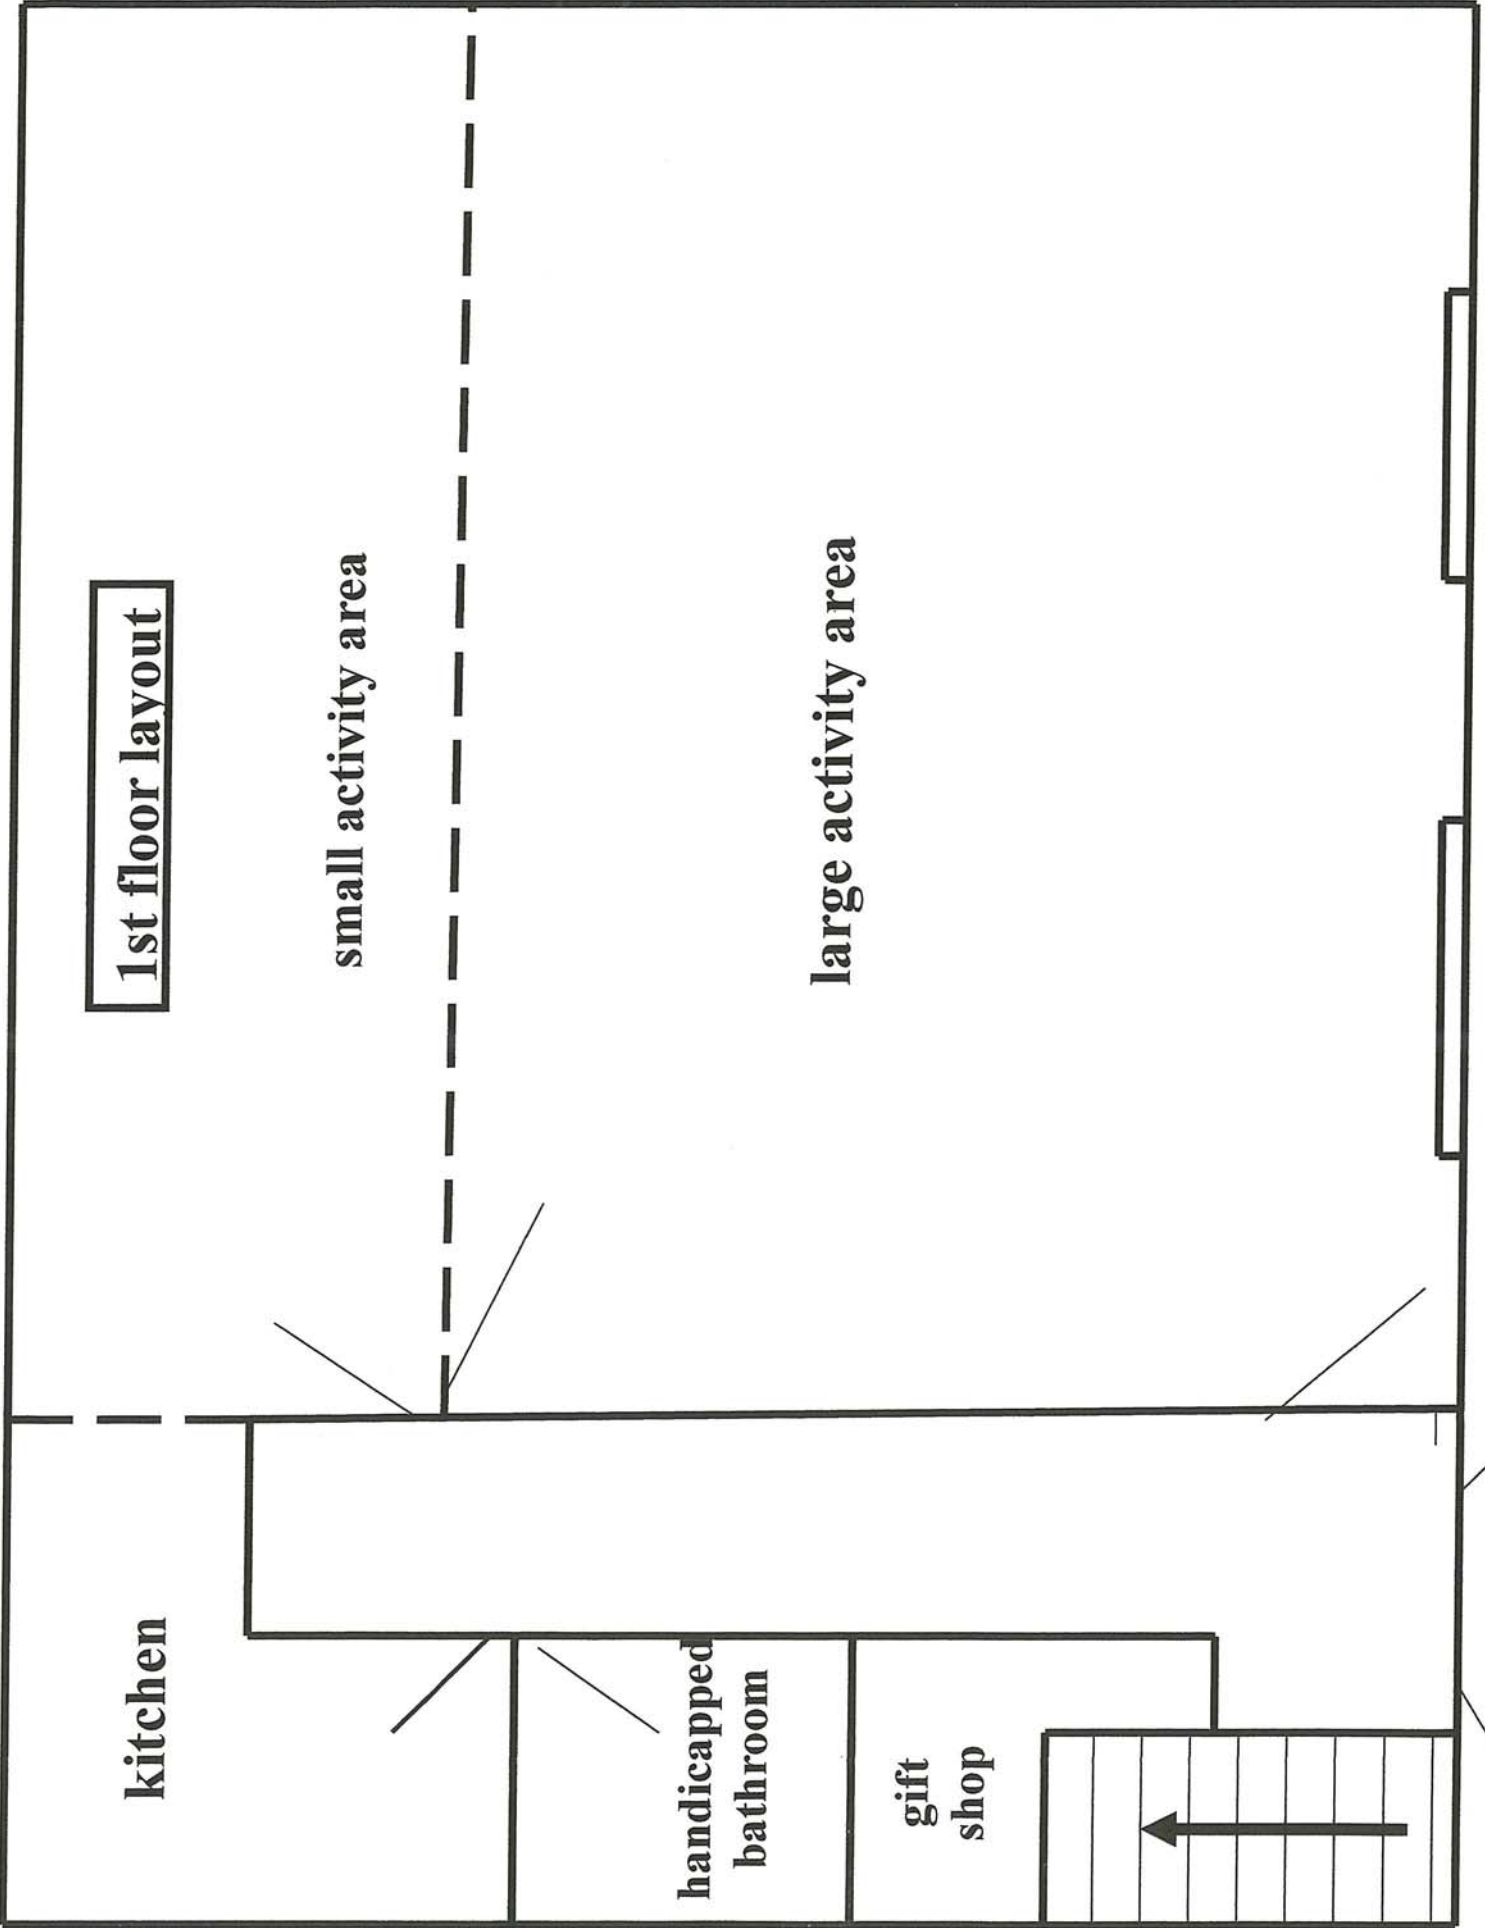 1st floor layout
small activity area
large activity area
kitchen
handicapped
bathroom
gift
shop